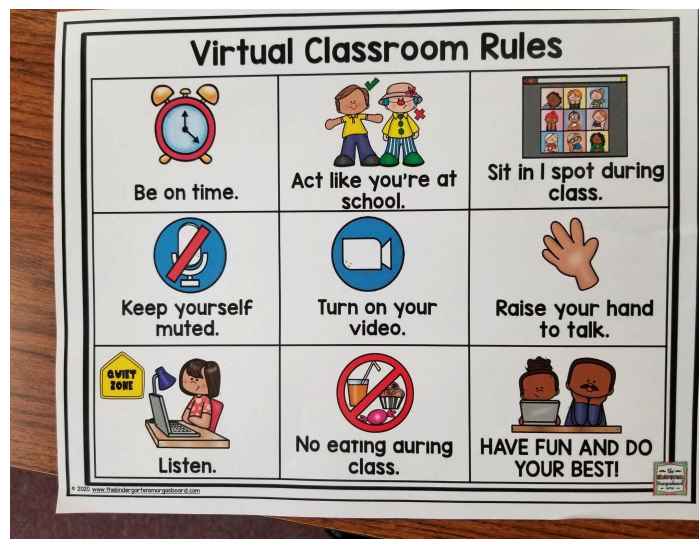 Virtual Classroom Rules
Be on time.
Act like you're at
school.
Sit in 1 spot during
class.
Keep yourself
muted.
Turn on your
video.
Raise your hand
to talk.
QUIET
ZONE
Listen.
No eating during
class.
HAVE FUN AND DO
YOUR BEST!
© 2020 www.thekindergartensmorgasboard.com